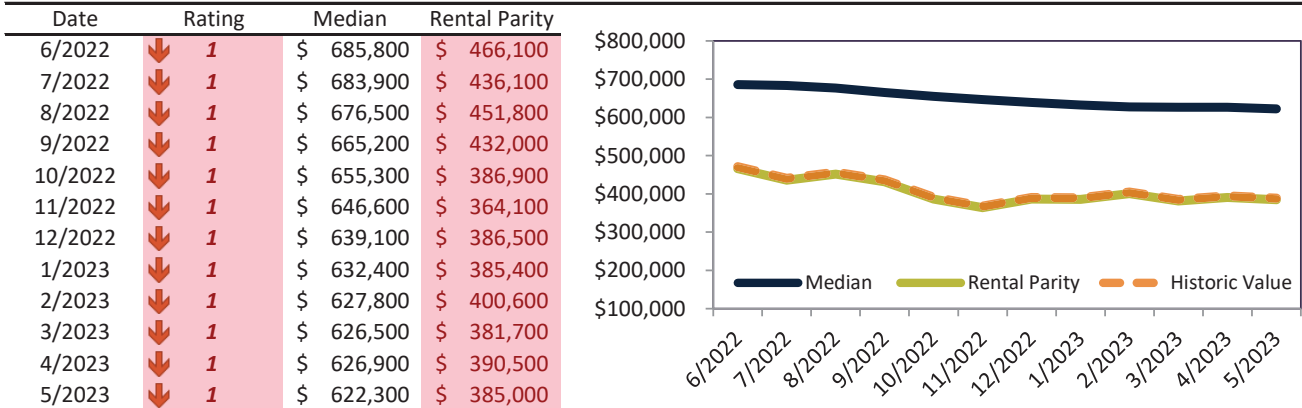 Date Rating Median Rental Parity
6/2022 1 $ 685,800 $ 466,100
7/2022 1 $ 683,900 $ 436,100
8/2022 1 $ 676,500 $ 451,800
9/2022 1 $ 665,200 $ 432,000
10/2022 1 $ 655,300 $ 386,900
11/2022 1 $ 646,600 $ 364,100
12/2022 1 $ 639,100 $ 386,500
1/2023 1 $ 632,400 $ 385,400
2/2023 1 $ 627,800 $ 400,600
3/2023 1 $ 626,500 $ 381,700
4/2023 1 $ 626,900 $ 390,500
5/2023 1 $ 622,300 $ 385,000
$800,000
$700,000
$600,000
$500,000
$400,000
$300,000
$200,000
$100,000
Median Rental Parity Historic Value
6/2022 7/2022 8/2022 9/2022 10/2022 11/2022 12/2022 1/2023 2/2023 3/2023 4/2023 5/2023